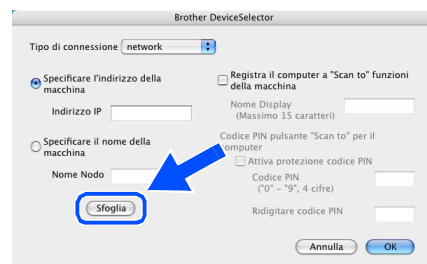 Brother DeviceSelector
Tipo di connessione network
Specificare l'indirizzo della
macchina
Indirizzo IP
Specificare il nome della
macchina
Nome Nodo
Sfoglia
Registra il computer a "Scan to" funzioni
della macchina
Nome Display
(Massimo 15 caratteri)
Codice PIN pulsante "Scan to" per il
computer
Attiva protezione codice PIN
Codice PIN
("0" - "9", 4 cifre)
Ridigitare codice PIN
Annulla
OK